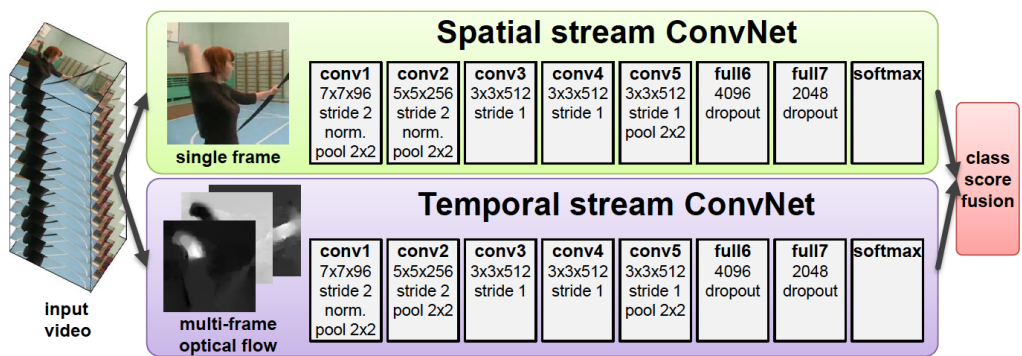 Spatial stream ConvNet
conv1
7x7x96
stride 2
norm.
pool 2x2
conv2
5x5x256
stride 2
norm.
pool 2x2
conv3
3x3x512
stride 1
conv4
3x3x512
stride 1
conv5
3x3x512
stride 1
pool 2x2
full6
4096
dropout
full7
2048
dropout
softmax
single frame
Temporal stream ConvNet
conv1
7x7x96
stride 2
norm.
pool 2x2
conv2
5x5x256
stride 2
pool 2x2
conv3
3x3x512
stride 1
conv4
3x3x512
stride 1
conv5
3x3x512
stride 1
pool 2x2
full6
4096
dropout
full7
2048
dropout
softmax
multi-frame
optical flow
input
video
class
score
fusion